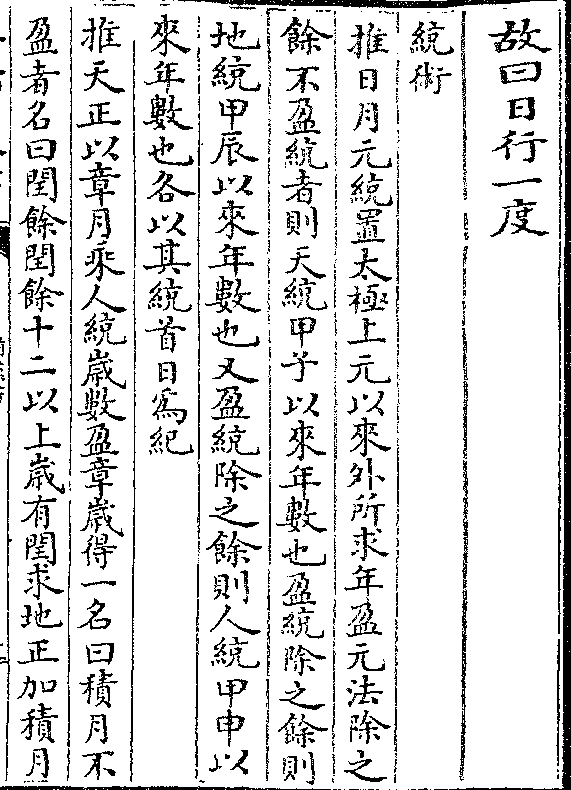 故曰日行一度
統術
推日月元統置太極上元以來外所求年盈元法除之
餘不盈統者則天統甲子以來年數也盈統除之餘則
地統甲辰以來年數也又盈統除之餘則人統甲申以
來年數也各以其統首日爲紀
推天正以章月乘人統歲數盈章歲得一名曰積月不
盈者名曰閏餘閏餘十二以上歲有閏求地正加積月